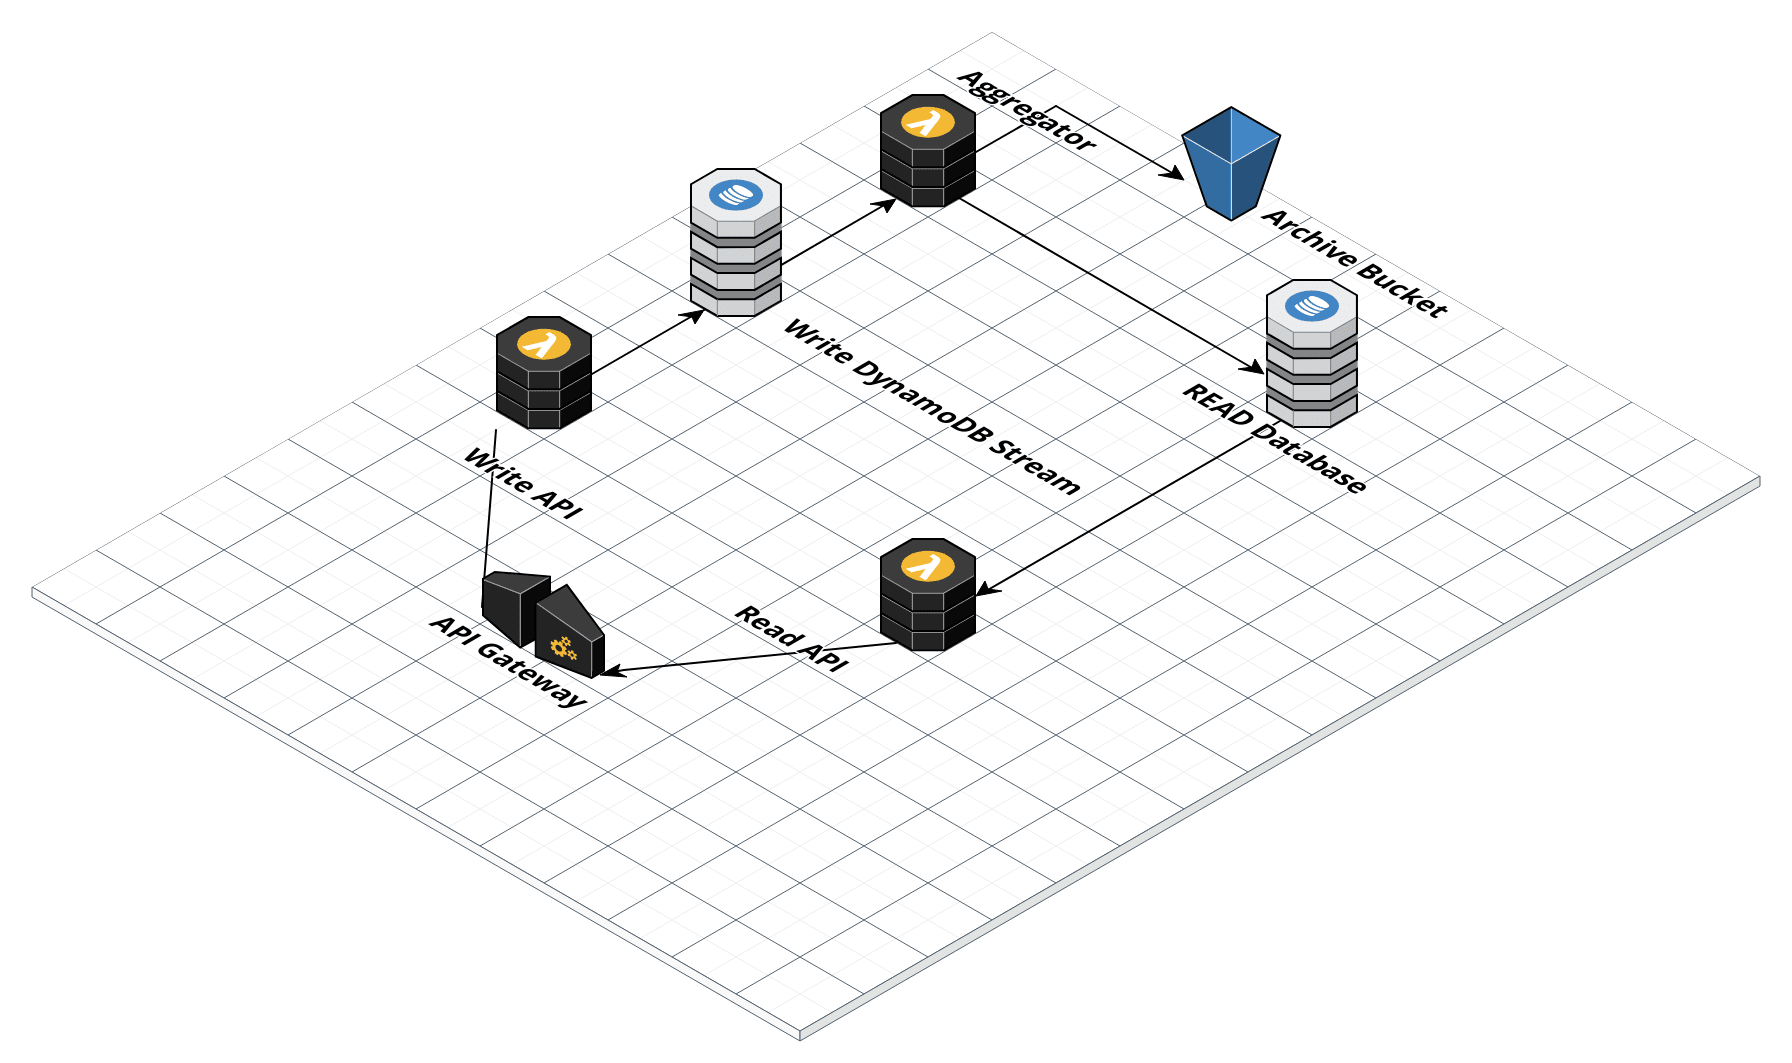 Aggregator
Archive Bucket
Write DynamoDB Stream
READ Database
Write API
Read API
API Gateway